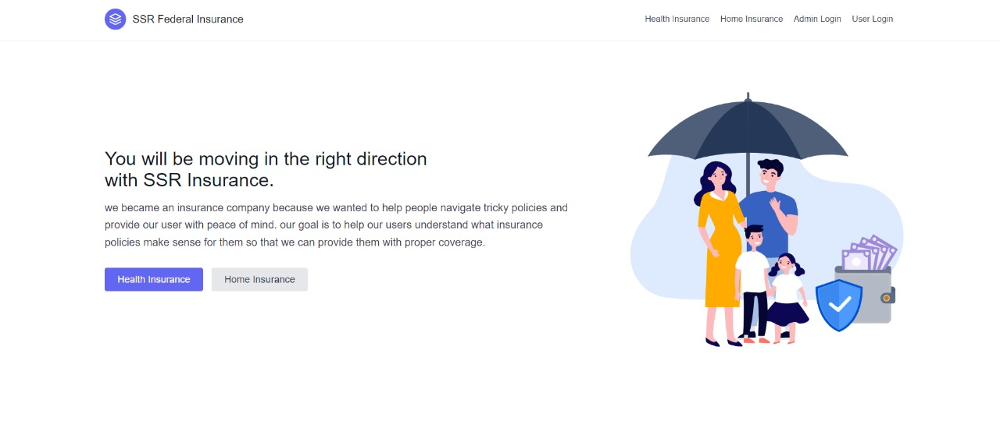 SSR Federal Insurance
Health Insurance Home Insurance Admin Login User Login
You will be moving in the right direction
with SSR Insurance.
we became an insurance company because we wanted to help people navigate tricky policies and
provide our user with peace of mind. our goal is to help our users understand what insurance
policies make sense for them so that we can provide them with proper coverage.
Health Insurance
Home Insurance